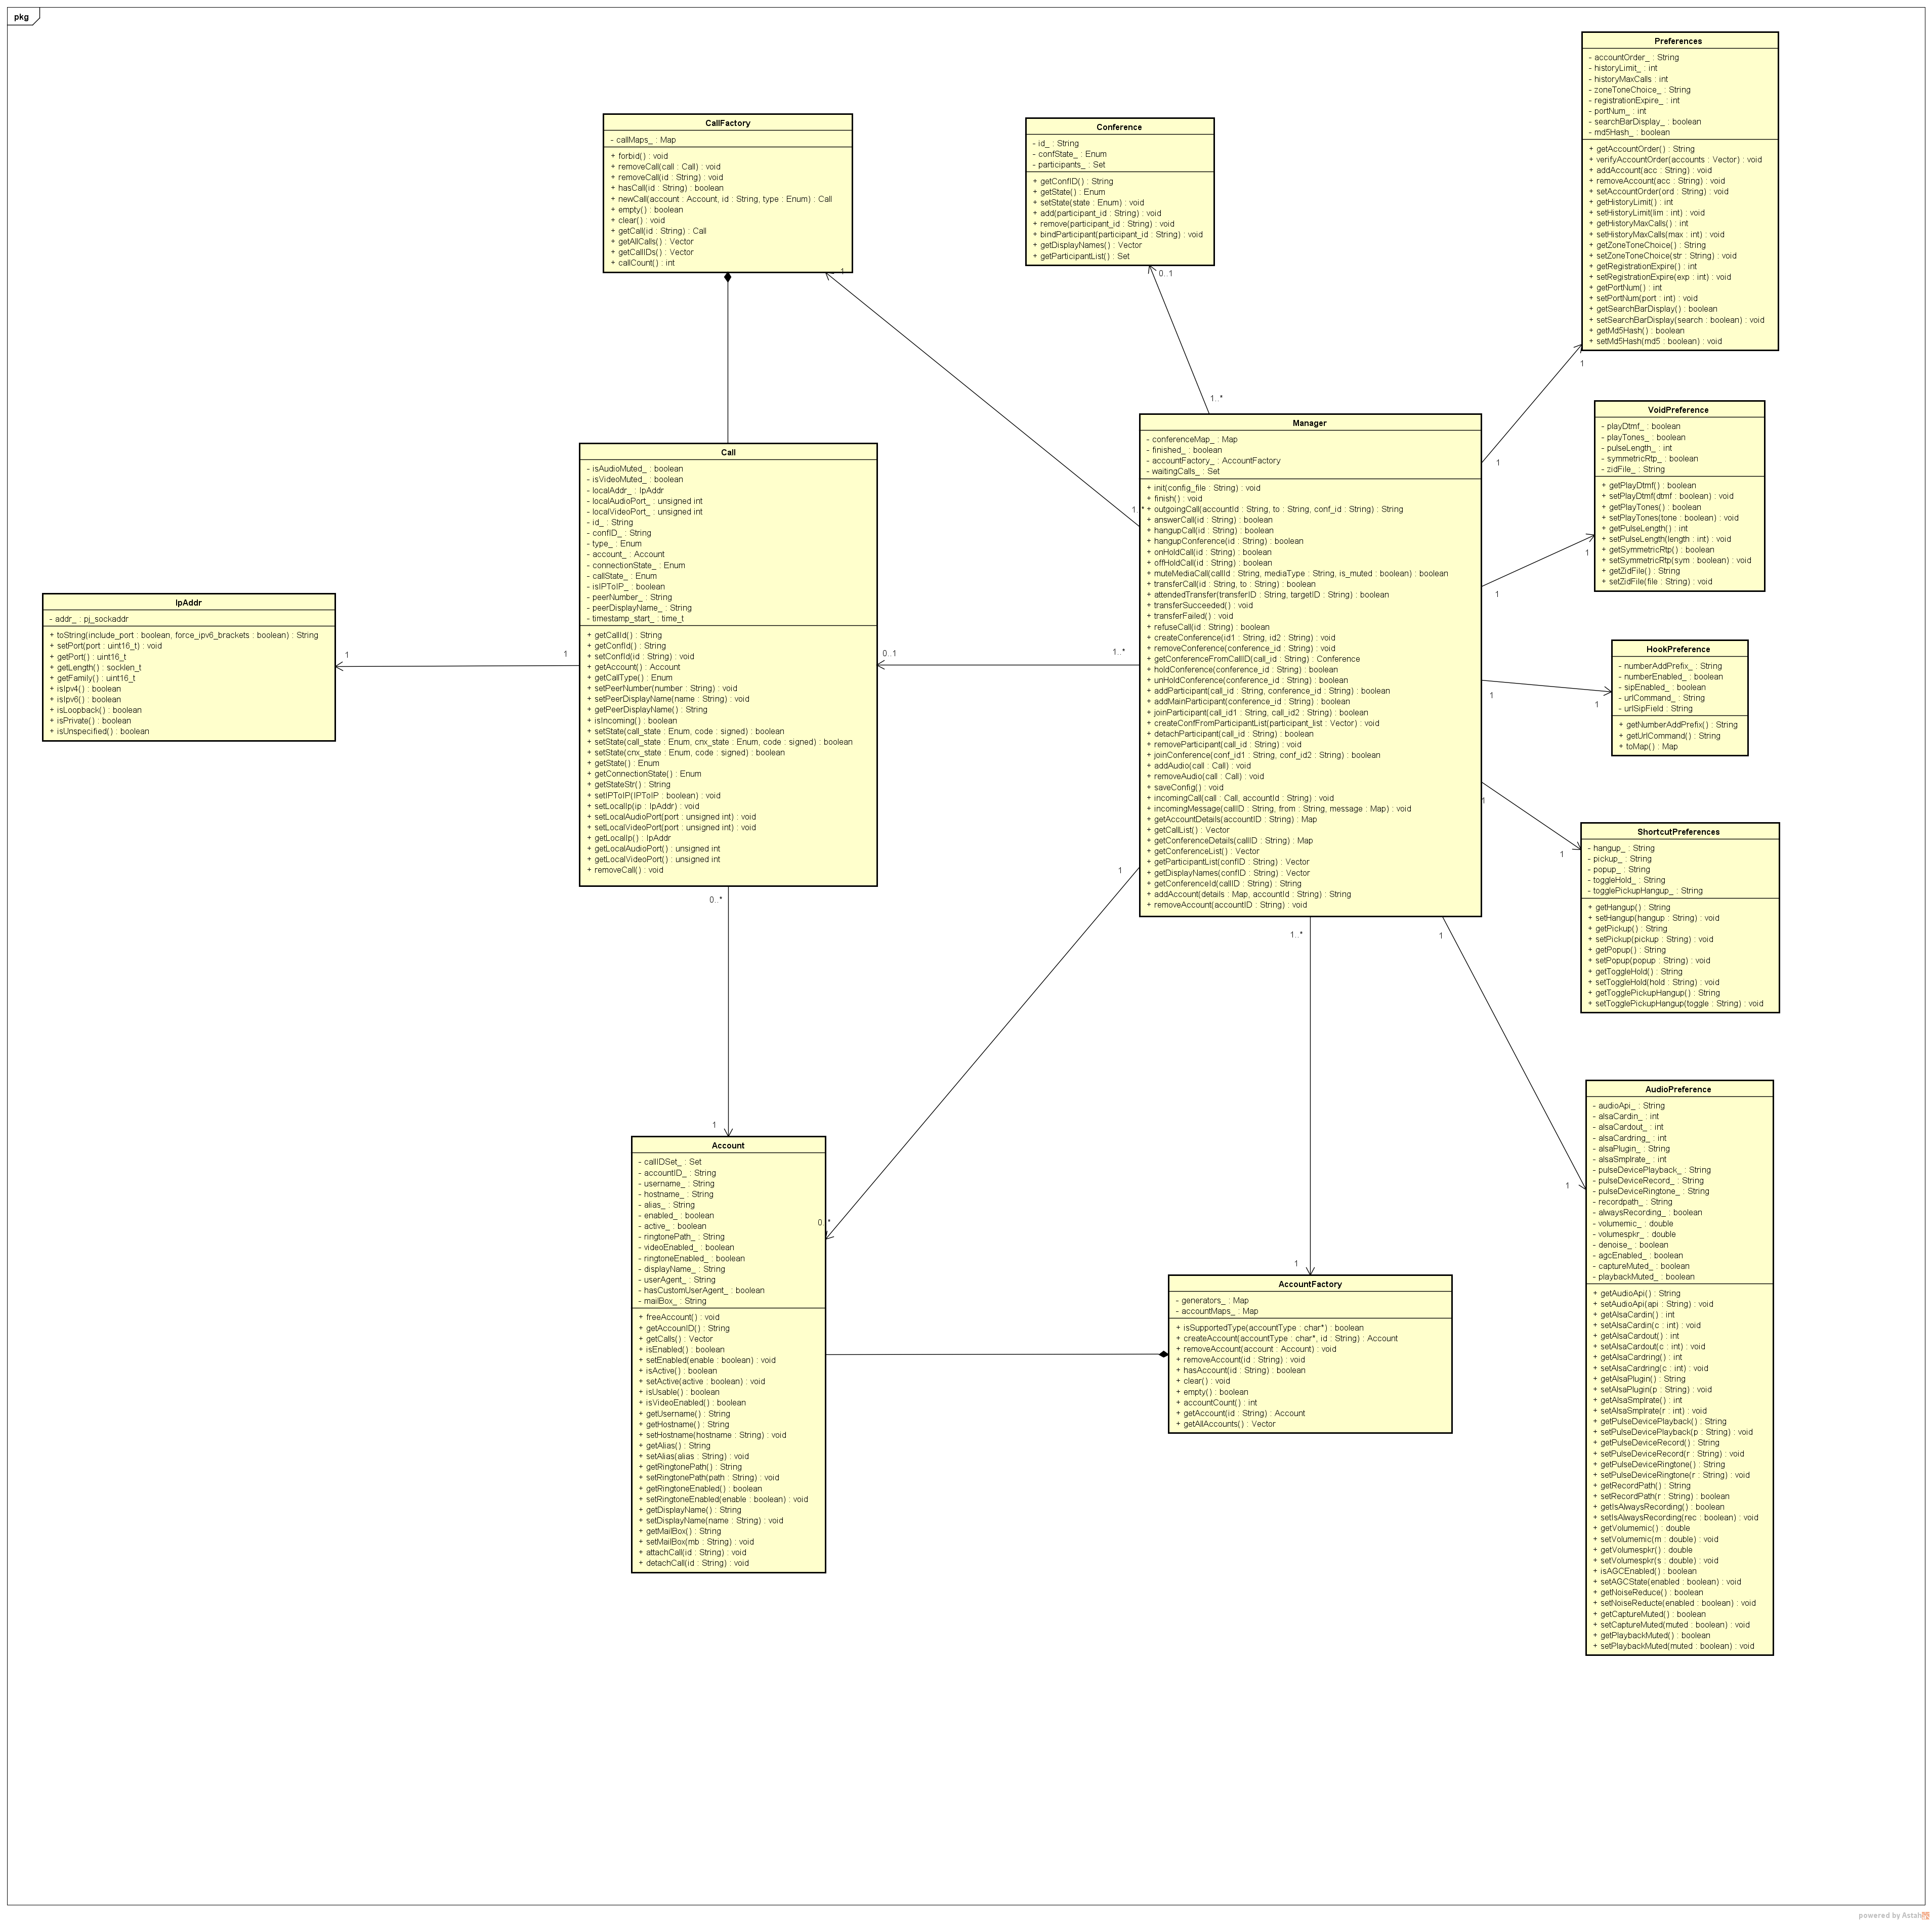 pkg
Preferences
- accountOrder_ : String
- historyLimit_ : int
- historyMaxCalls : int
- zoneToneChoice_ : String
- registrationExpire_ : int
- portNum_ : int
- searchBarDisplay_ : boolean
- md5Hash_ : boolean
+ getAccountOrder() : String
+ verifyAccountOrder(accounts : Vector) : void
+ addAccount(acc : String) : void
+ removeAccount(acc : String) : void
+ setAccountOrder(ord : String) : void
+ getHistoryLimit() : int
+ setHistoryLimit(lim : int) : void
+ getHistoryMaxCalls() : int
+ setHistoryMaxCalls(max : int) : void
+ getZoneToneChoice() : String
+ setZoneToneChoice(str : String) : void
+ getRegistrationExpire() : int
+ setRegistrationExpire(exp : int) : void
+ getPortNum() : int
+ setPortNum(port : int) : void
+ getSearchBarDisplay() : boolean
+ setSearchBarDisplay(search : boolean) : void
+ getMd5Hash() : boolean
+ setMd5Hash(md5 : boolean) : void
CallFactory
- callMaps_ : Map
+ forbid() : void
+ removeCall(call : Call) : void
+ removeCall(id : String) : void
+ hasCall(id : String) : boolean
+ newCall(account : Account, id : String, type : Enum) : Call
+ empty() : boolean
+ clear() : void
+ getCall(id : String) : Call
+ getAllCalls() : Vector
+ getCallIDs() : Vector
+ callCount() : int
1
Conference
- id_ : String
- confState_ : Enum
- participants_ : Set
+ getConfID() : String
+ getState() : Enum
+ setState(state : Enum) : void
+ add(participant_id : String) : void
+ remove(participant_id : String) : void
+ bindParticipant(participant_id : String) : void
+ getDisplayNames() : Vector
+ getParticipantList() : Set
0..1
1..*
1
1
VoidPreference
- playDtmf_ : boolean
- playTones_ : boolean
- pulseLength_ : int
- symmetricRtp_ : boolean
- zidFile_ : String
+ getPlayDtmf() : boolean
+ setPlayDtmf(dtmf : boolean) : void
+ getPlayTones() : boolean
+ setPlayTones(tone : boolean) : void
+ getPulseLength() : int
+ setPulseLength(length : int) : void
+ getSymmetricRtp() : boolean
+ setSymmetricRtp(sym : boolean) : void
+ getZidFile() : String
+ setZidFile(file : String) : void
1
1
Manager
- conferenceMap_ : Map
- finished_ : boolean
- accountFactory_ : AccountFactory
- waitingCalls_ : Set
+ init(config_file : String) : void
+ finish() : void
+ outgoingCall(accountId : String, to : String, conf_id : String) : String
+ answerCall(id : String) : boolean
+ hangupCall(id : String) : boolean
+ hangupConference(id : String) : boolean
+ onHoldCall(id : String) : boolean
+ offHoldCall(id : String) : boolean
+ muteMediaCall(callId : String, mediaType : String, is_muted : boolean) : boolean
+ transferCall(id : String, to : String) : boolean
+ attendedTransfer(transferID : String, targetID : String) : boolean
+ transferSucceeded() : void
+ transferFailed() : void
+ refuseCall(id : String) : boolean
+ createConference(id1 : String, id2 : String) : void
+ removeConference(conference_id : String) : void
+ getConferenceFromCallID(call_id : String) : Conference
+ holdConference(conference_id : String) : boolean
+ unHoldConference(conference_id : String) : boolean
+ addParticipant(call_id : String, conference_id : String) : boolean
+ addMainParticipant(conference_id : String) : boolean
+ joinParticipant(call_id1 : String, call_id2 : String) : boolean
+ createConfFromParticipantList(participant_list : Vector) : void
+ detachParticipant(call_id : String) : boolean
+ removeParticipant(call_id : String) : void
+ joinConference(conf_id1 : String, conf_id2 : String) : boolean
+ addAudio(call : Call) : void
+ removeAudio(call : Call) : void
+ saveConfig() : void
+ incomingCall(call : Call, accountId : String) : void
+ incomingMessage(callID : String, from : String, message : Map) : void
+ getAccountDetails(accountID : String) : Map
+ getCallList() : Vector
+ getConferenceDetails(callID : String) : Map
+ getConferenceList() : Vector
+ getParticipantList(confID : String) : Vector
+ getDisplayNames(confID : String) : Vector
+ getConferenceId(callID : String) : String
+ addAccount(details : Map, accountId : String) : String
+ removeAccount(accountID : String) : void
1..*
Call
- isAudioMuted_ : boolean
- isVideoMuted_ : boolean
- localAddr_ : IpAddr
- localAudioPort_ : unsigned int
- localVideoPort_ : unsigned int
- id_ : String
- confID_ : String
- type_ : Enum
- account_ : Account
- connectionState_ : Enum
- callState_ : Enum
- isIPToIP_ : boolean
- peerNumber_ : String
- peerDisplayName_ : String
- timestamp_start_ : time_t
+ getCallId() : String
+ getConfId() : String
+ setConfId(id : String) : void
+ getAccount() : Account
+ getCallType() : Enum
+ setPeerNumber(number : String) : void
+ setPeerDisplayName(name : String) : void
+ getPeerDisplayName() : String
+ isIncoming() : boolean
+ setState(call_state : Enum, code : signed) : boolean
+ setState(call_state : Enum, cnx_state : Enum, code : signed) : boolean
+ setState(cnx_state : Enum, code : signed) : boolean
+ getState() : Enum
+ getConnectionState() : Enum
+ getStateStr() : String
+ setIPToIP(IPToIP : boolean) : void
+ setLocalIp(ip : IpAddr) : void
+ setLocalAudioPort(port : unsigned int) : void
+ setLocalVideoPort(port : unsigned int) : void
+ getLocalIp() : IpAddr
+ getLocalAudioPort() : unsigned int
+ getLocalVideoPort() : unsigned int
+ removeCall() : void
0..1
1..*
IpAddr
- addr_ : pj_sockaddr
+ toString(include_port : boolean, force_ipv6_brackets : boolean) : String
+ setPort(port : uint16_t) : void
+ getPort() : uint16_t
+ getLength() : socklen_t
+ getFamily() : uint16_t
+ isIpv4() : boolean
+ isIpv6() : boolean
+ isLoopback() : boolean
+ isPrivate() : boolean
+ isUnspecified() : boolean
1
1
HookPreference
- numberAddPrefix_ : String
- numberEnabled_ : boolean
- sipEnabled_ : boolean
- urlCommand_ : String
- urlSipField : String
+ getNumberAddPrefix() : String
+ getUrlCommand() : String
+ toMap() : Map
1
1
ShortcutPreferences
- hangup_ : String
- pickup_ : String
- popup_ : String
- toggleHold_ : String
- togglePickupHangup_ : String
+ getHangup() : String
+ setHangup(hangup : String) : void
+ getPickup() : String
+ setPickup(pickup : String) : void
+ getPopup() : String
+ setPopup(popup : String) : void
+ getToggleHold() : String
+ setToggleHold(hold : String) : void
+ getTogglePickupHangup() : String
+ setTogglePickupHangup(toggle : String) : void
1
1
0..*
1
1
0..*
1..*
1
1
1
Account
- callIDSet_ : Set
- accountID_ : String
- username_ : String
- hostname_ : String
- alias_ : String
- enabled_ : boolean
- active_ : boolean
- ringtonePath_ : String
- videoEnabled_ : boolean
- ringtoneEnabled_ : boolean
- displayName_ : String
- userAgent_ : String
- hasCustomUserAgent_ : boolean
- mailBox_ : String
+ freeAccount() : void
+ getAccounID() : String
+ getCalls() : Vector
+ isEnabled() : boolean
+ setEnabled(enable : boolean) : void
+ isActive() : boolean
+ setActive(active : boolean) : void
+ isUsable() : boolean
+ isVideoEnabled() : boolean
+ getUsername() : String
+ getHostname() : String
+ setHostname(hostname : String) : void
+ getAlias() : String
+ setAlias(alias : String) : void
+ getRingtonePath() : String
+ setRingtonePath(path : String) : void
+ getRingtoneEnabled() : boolean
+ setRingtoneEnabled(enable : boolean) : void
+ getDisplayName() : String
+ setDisplayName(name : String) : void
+ getMailBox() : String
+ setMailBox(mb : String) : void
+ attachCall(id : String) : void
+ detachCall(id : String) : void
AccountFactory
- generators_ : Map
- accountMaps_ : Map
+ isSupportedType(accountType : char*) : boolean
+ createAccount(accountType : char*, id : String) : Account
+ removeAccount(account : Account) : void
+ removeAccount(id : String) : void
+ hasAccount(id : String) : boolean
+ clear() : void
+ empty() : boolean
+ accountCount() : int
+ getAccount(id : String) : Account
+ getAllAccounts() : Vector
AudioPreference
- audioApi_ : String
- alsaCardin_ : int
- alsaCardout_ : int
- alsaCardring_ : int
- alsaPlugin_ : String
- alsaSmplrate_ : int
- pulseDevicePlayback_ : String
- pulseDeviceRecord_ : String
- pulseDeviceRingtone_ : String
- recordpath_ : String
- alwaysRecording_ : boolean
- volumemic_ : double
- volumespkr_ : double
- denoise_ : boolean
- agcEnabled_ : boolean
- captureMuted_ : boolean
- playbackMuted_ : boolean
+ getAudioApi() : String
+ setAudioApi(api : String) : void
+ getAlsaCardin() : int
+ setAlsaCardin(c : int) : void
+ getAlsaCardout() : int
+ setAlsaCardout(c : int) : void
+ getAlsaCardring() : int
+ setAlsaCardring(c : int) : void
+ getAlsaPlugin() : String
+ setAlsaPlugin(p : String) : void
+ getAlsaSmplrate() : int
+ setAlsaSmplrate(r : int) : void
+ getPulseDevicePlayback() : String
+ setPulseDevicePlayback(p : String) : void
+ getPulseDeviceRecord() : String
+ setPulseDeviceRecord(r : String) : void
+ getPulseDeviceRingtone() : String
+ setPulseDeviceRingtone(r : String) : void
+ getRecordPath() : String
+ setRecordPath(r : String) : boolean
+ getIsAlwaysRecording() : boolean
+ setIsAlwaysRecording(rec : boolean) : void
+ getVolumemic() : double
+ setVolumemic(m : double) : void
+ getVolumespkr() : double
+ setVolumespkr(s : double) : void
+ isAGCEnabled() : boolean
+ setAGCState(enabled : boolean) : void
+ getNoiseReduce() : boolean
+ setNoiseReducte(enabled : boolean) : void
+ getCaptureMuted() : boolean
+ setCaptureMuted(muted : boolean) : void
+ getPlaybackMuted() : boolean
+ setPlaybackMuted(muted : boolean) : void
powered by Astah